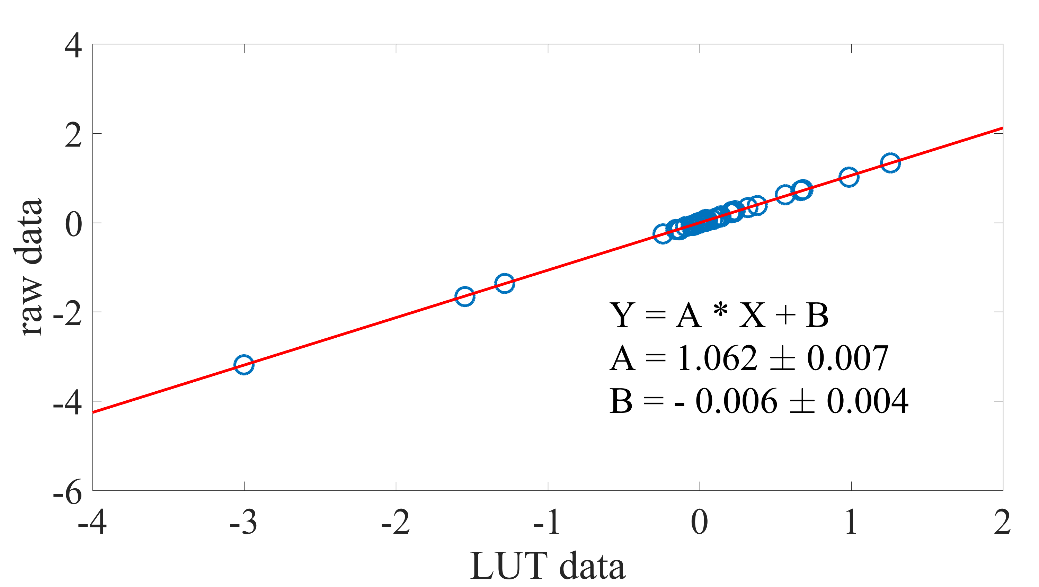 4
2
0
-2
-4
-6
raw data
Y = A * X + B
A = 1.062 ± 0.007
B = - 0.006 ± 0.004
-4 -3 -2 -1 0 1 2
LUT data